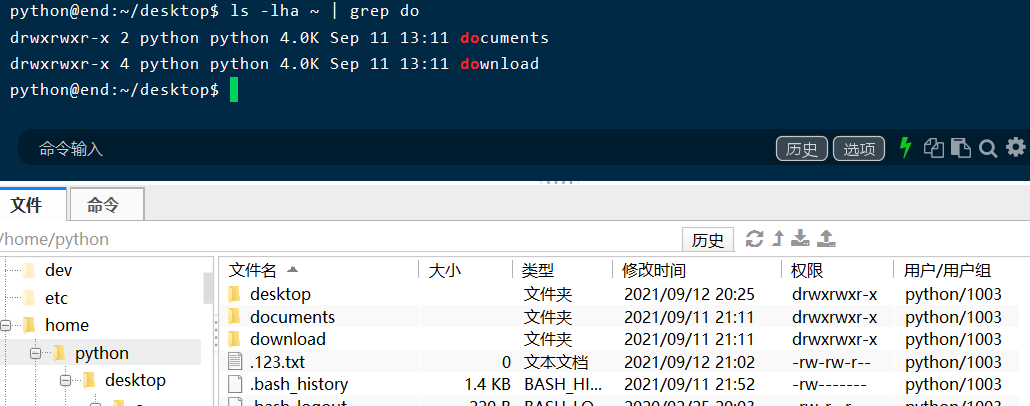 python@end:~/desktop$ ls -lha ~ | grep do
drwxrwxr-x 2 python python 4.0K Sep 11 13:11 documents
drwxrwxr-x 4 python python 4.0K Sep 11 13:11 download
python@end:~/desktop$
命令输入 历史 选项
文件 命令
/home/python 历史
dev
etc
home
python
desktop
文件名 大小 类型 修改时间 权限 用户/用户组
desktop 文件夹 2021/09/12 20:25 drwxrwxr-x python/1003
documents 文件夹 2021/09/11 21:11 drwxrwxr-x python/1003
download 文件夹 2021/09/11 21:11 drwxrwxr-x python/1003
.123.txt 0 文本文档 2021/09/12 21:02 -rw-rw-r-- python/1003
.bash_history 1.4 KB BASH_HI... 2021/09/11 21:52 -rw------- python/1003